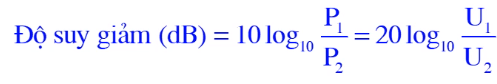 Độ suy giảm (dB) = 10 log₁₀ P₁/P₂ = 20 log₁₀ U₁/U₂